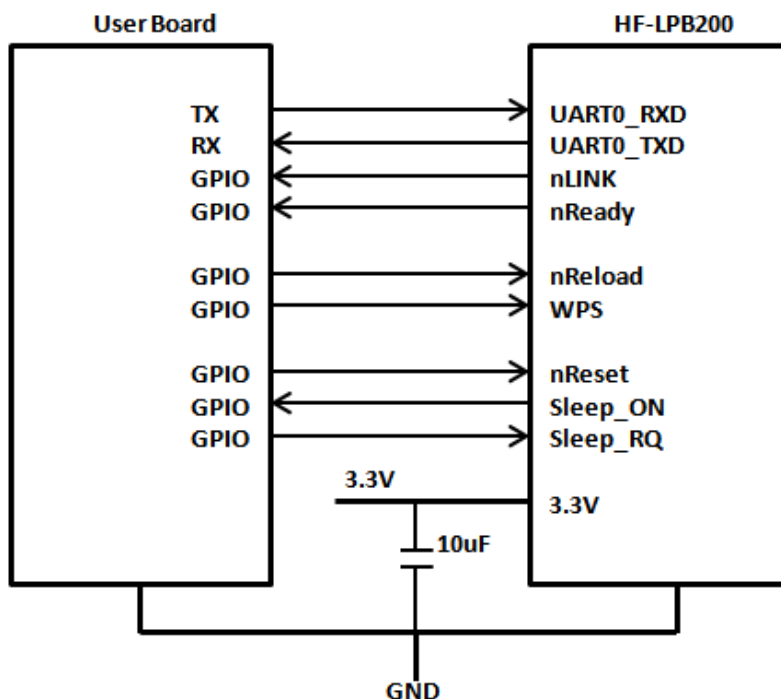 User Board HF-LPB200
TX UART0_RXD
RX UART0_TXD
GPIO nLINK
GPIO nReady
GPIO nReload
GPIO WPS
GPIO nReset
GPIO Sleep_ON
GPIO Sleep_RQ
3.3V 3.3V
10uF
GND